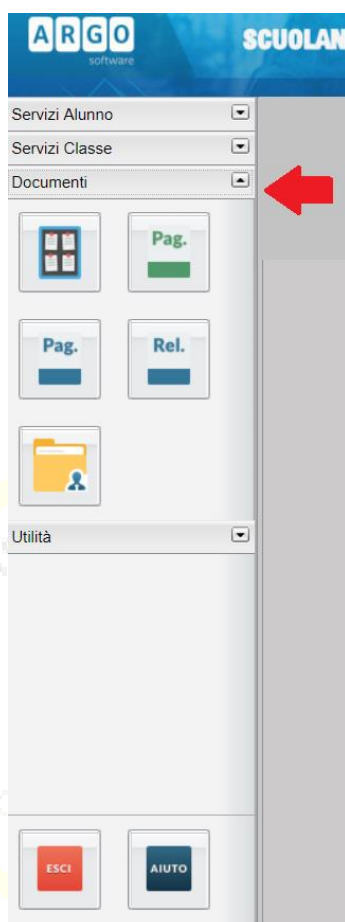 ARGO
software
SCUOLAN
Servizi Alunno
Servizi Classe
Documenti
Pag.
Pag.
Rel.
Utilità
ESCI
AIUTO